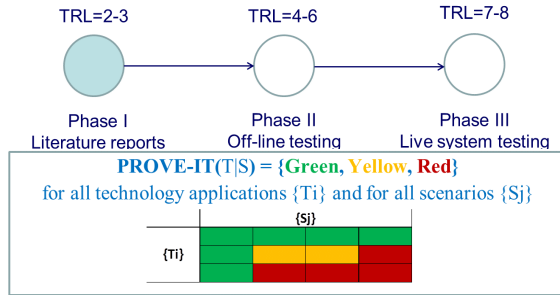 TRL=2-3 TRL=4-6 TRL=7-8
Phase I Phase II Phase III
Literature reports Off-line testing Live system testing
PROVE-IT(T|S) = {Green, Yellow, Red}
for all technology applications {Ti} and for all scenarios {Sj}
{Sj}
{Ti}